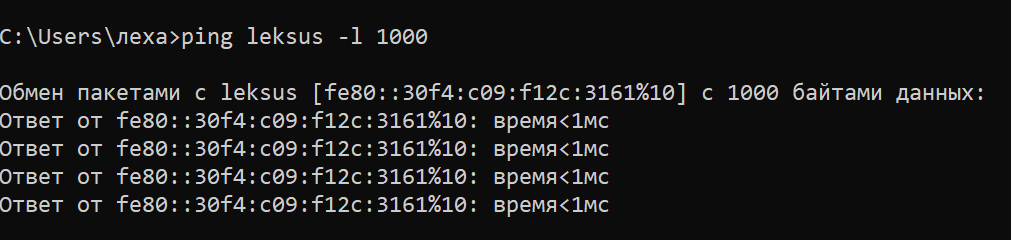 C:\Users\леха>ping leksus -l 1000
Обмен пакетами с leksus [fe80::30f4:c09:f12c:3161%10] с 1000 байтами данных:
Ответ от fe80::30f4:c09:f12c:3161%10: время<1мс
Ответ от fe80::30f4:c09:f12c:3161%10: время<1мс
Ответ от fe80::30f4:c09:f12c:3161%10: время<1мс
Ответ от fe80::30f4:c09:f12c:3161%10: время<1мс